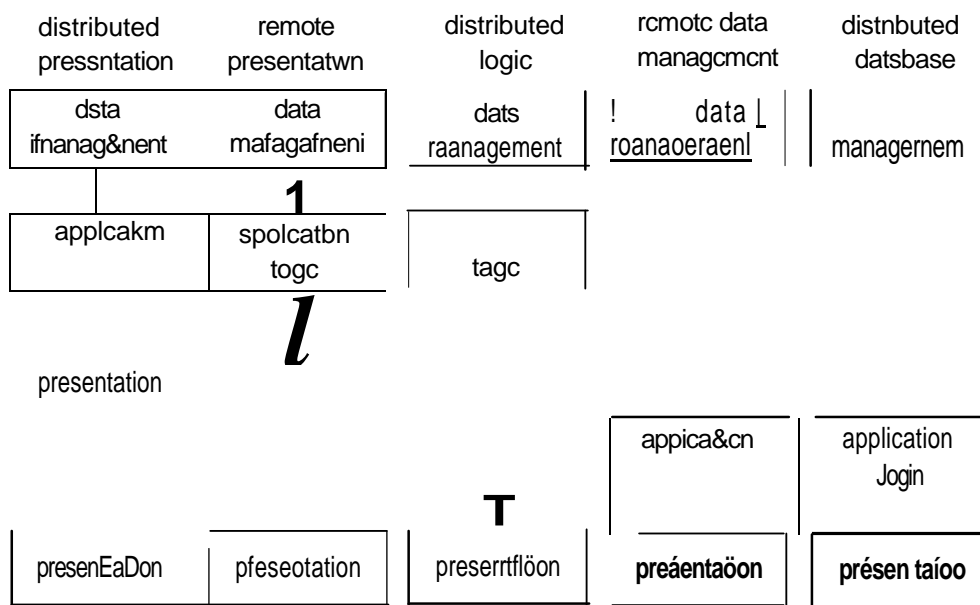 distributed
pressntation
remote
presentatwn
distributed
logic
rcmotc data
managcmcnt
distnbuted
datsbase
dsta
ifnanag&nent
data
mafagafneni
dats
raanagement
! data |
roanaoeraenl
managernem
1
applcakm
spolcatbn
togc
tagc
l
presentation
appica&cn
application
Jogin
T
presenEaDon
pfeseotation
preserrtflöon
preáentaöon
présen taíoo